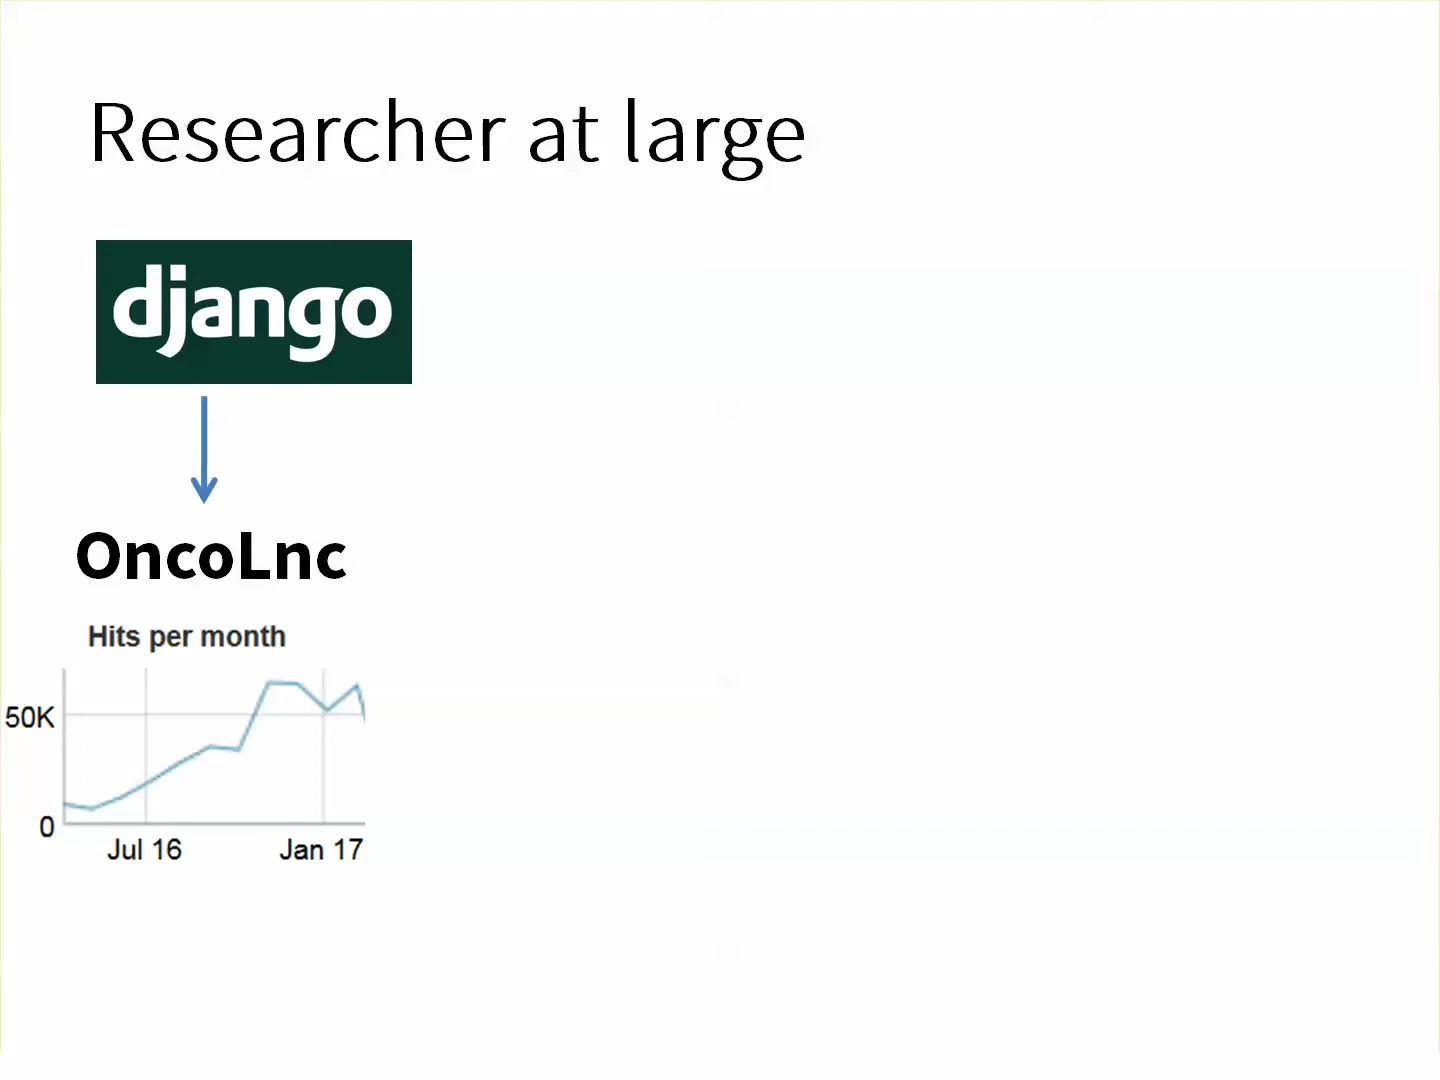 Researcher at large
django
OncoLnc
Hits per month
50K
0
Jul 16
Jan 17